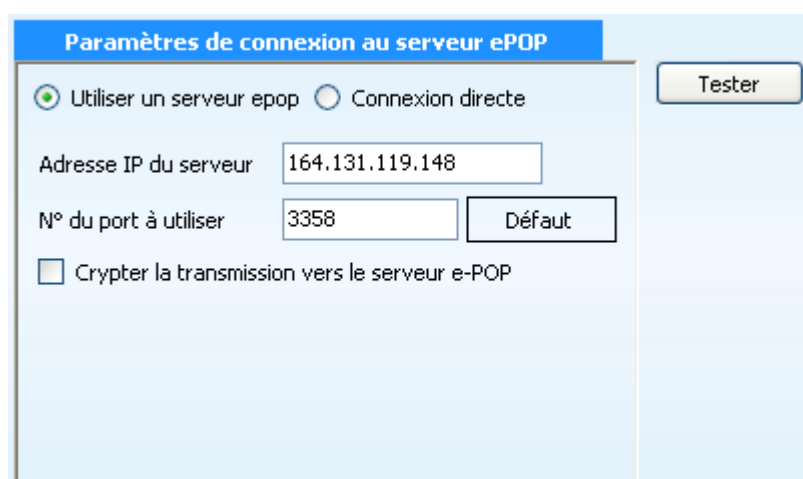 Paramètres de connexion au serveur ePOP
Tester
Utiliser un serveur epop Connexion directe
Adresse IP du serveur 164.131.119.148
N° du port à utiliser 3358 Défaut
Crypter la transmission vers le serveur e-POP